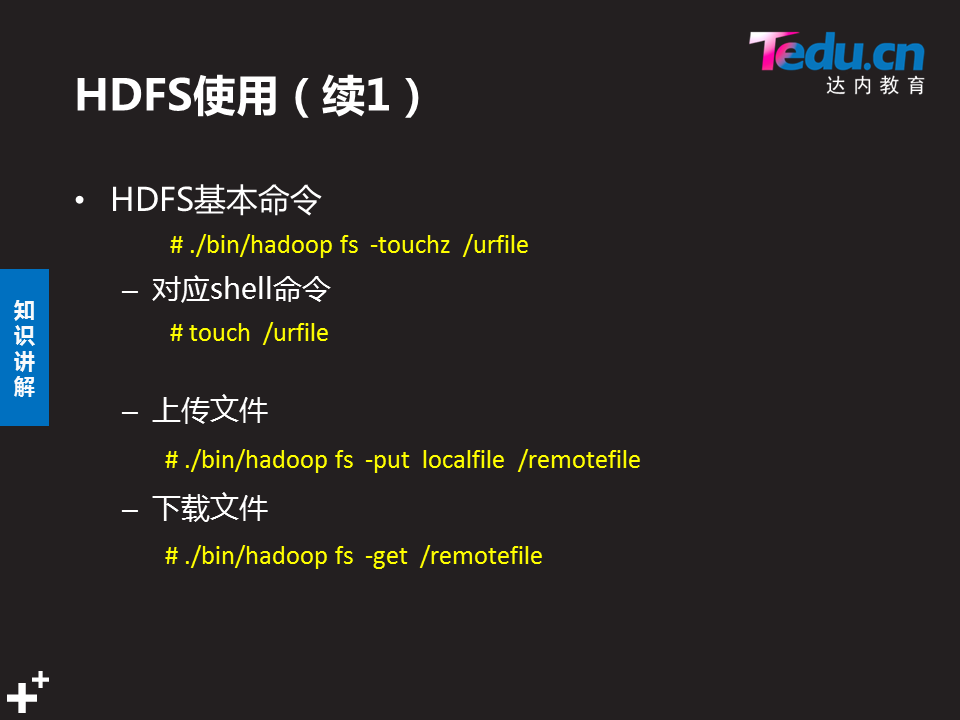 Tedu.cn
达内教育
HDFS使用（续1）
• HDFS基本命令
# ./bin/hadoop fs -touchz /urfile
– 对应shell命令
# touch /urfile
知识讲解
– 上传文件
# ./bin/hadoop fs -put localfile /remotefile
– 下载文件
# ./bin/hadoop fs -get /remotefile